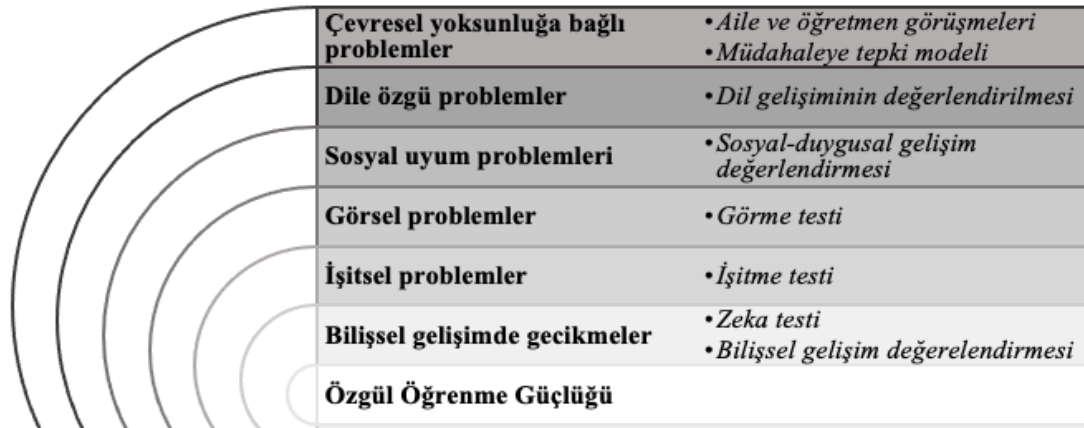 Çevresel yoksunluğa bağlı
problemler
•Aile ve öğretmen görüşmeleri
•Müdahaleye tepki modeli
Dile özgü problemler
•Dil gelişiminin değerlendirilmesi
Sosyal uyum problemleri
•Sosyal-duygusal gelişim
değerlendirmesi
Görsel problemler
•Görme testi
İşitsel problemler
•İşitme testi
Bilişsel gelişimde gecikmeler
•Zeka testi
•Bilişsel gelişim değerelendirmesi
Özgül Öğrenme Güçlüğü